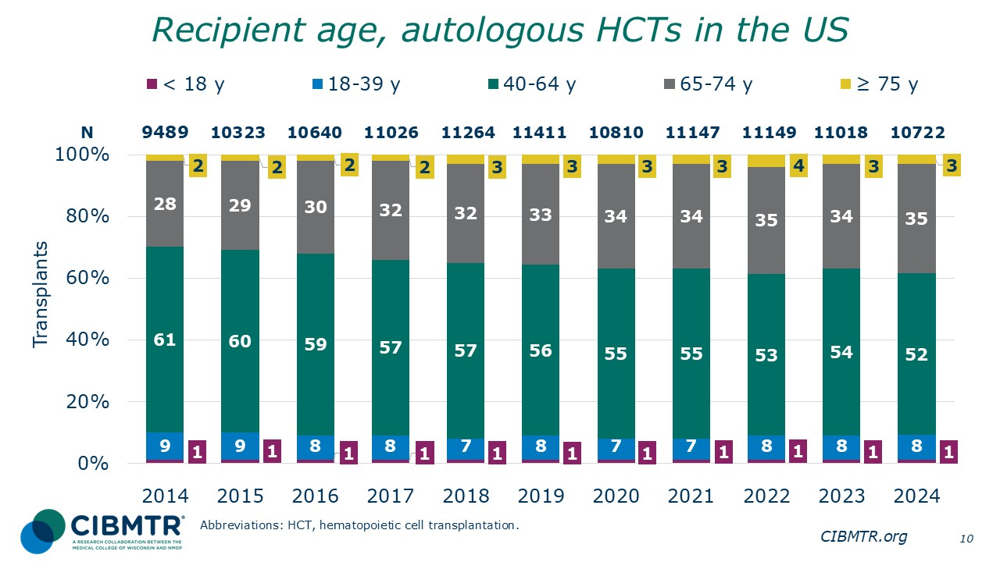 Recipient age, autologous HCTs in the US
< 18 y 18-39 y 40-64 y 65-74 y ≥ 75 y
N 9489 10323 10640 11026 11264 11411 10810 11147 11149 11018 10722
100%
2 2 2 2 3 3 3 3 4 3 3
28 29 30 32 32 33 34 34 35 34 35
80%
60%
Transplants
61 60 59 57 57 56 55 55 53 54 52
40%
20%
9 9 8 8 7 8 7 7 8 8 8
1 1 1 1 1 1 1 1 1 1 1
0%
2014 2015 2016 2017 2018 2019 2020 2021 2022 2023 2024
CIBMTR®
A RESEARCH COLLABORATION BETWEEN THE
MEDICAL COLLEGE OF WISCONSIN AND NMDP
Abbreviations: HCT, hematopoietic cell transplantation.
CIBMTR.org
10